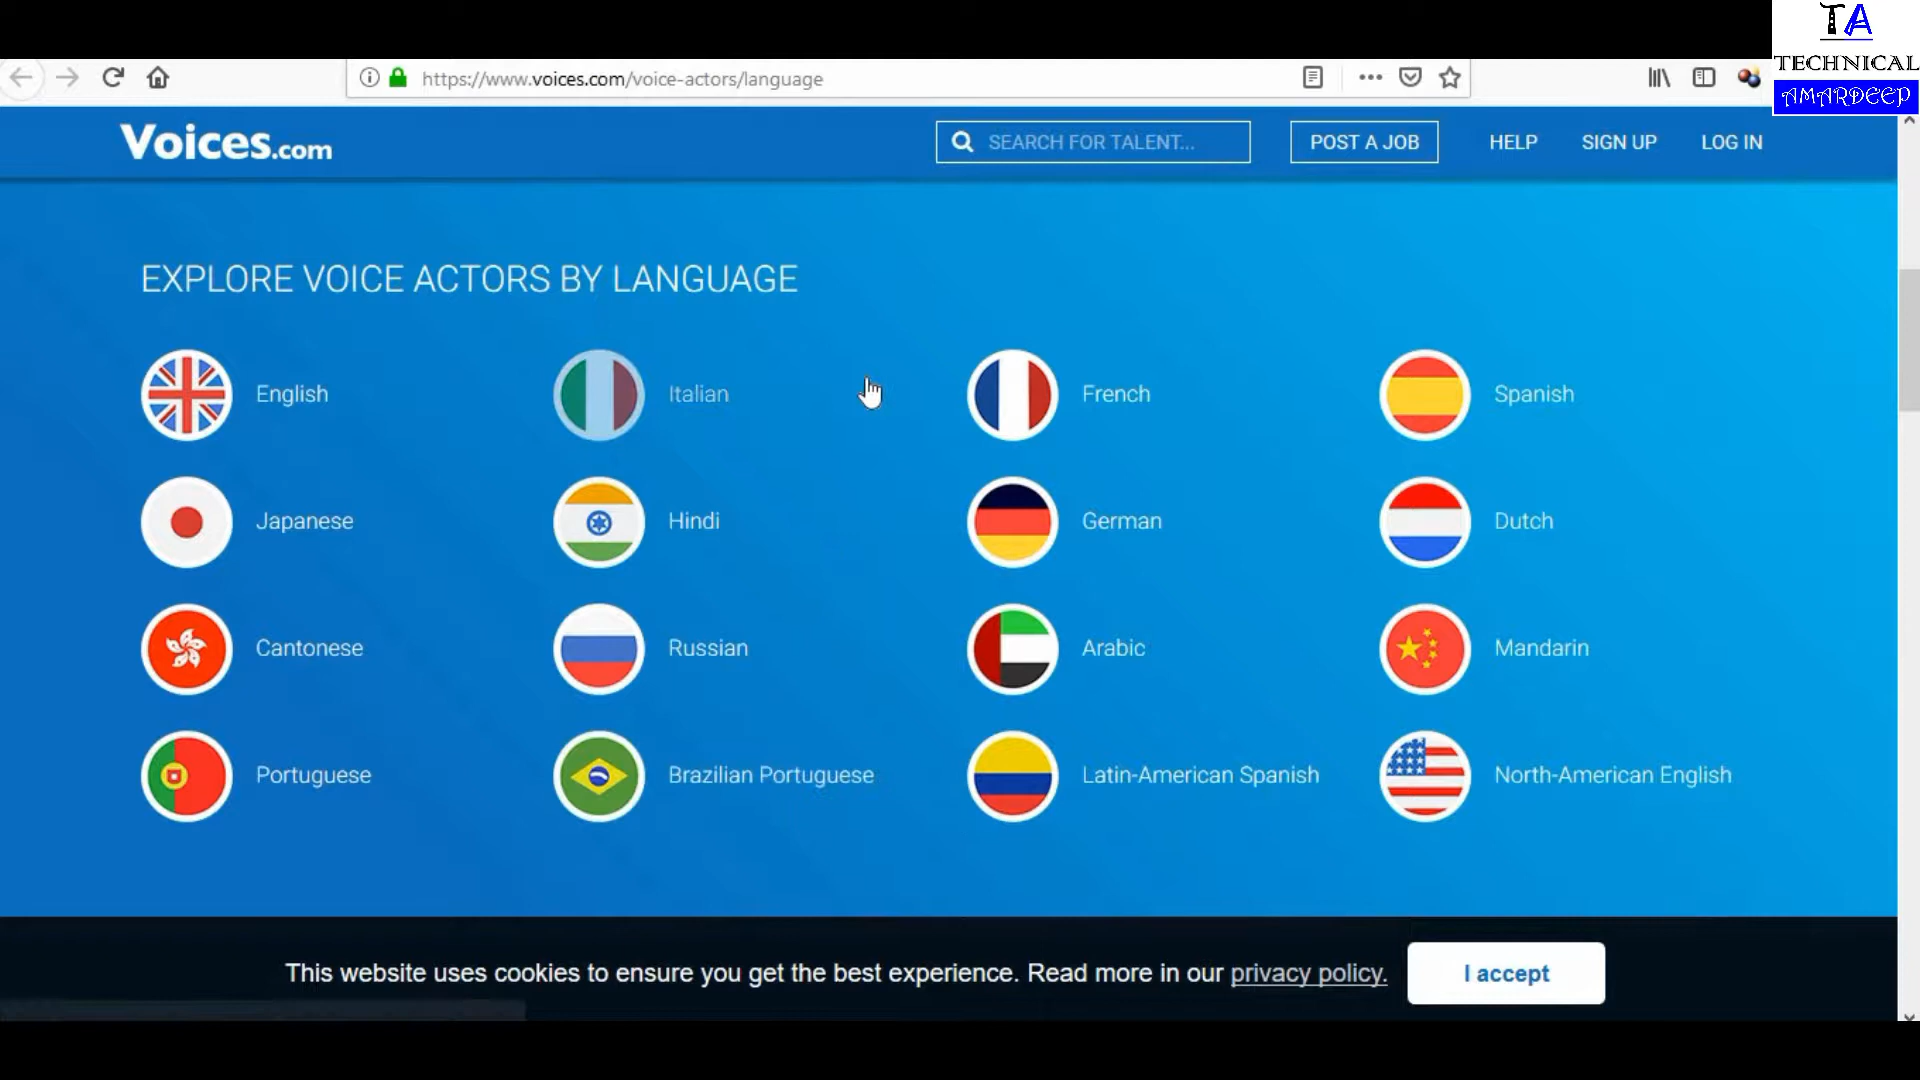 TA
TECHNICAL
AMARDEEP
https://www.voices.com/voice-actors/language
Voices.com
SEARCH FOR TALENT...
POST A JOB
HELP
SIGN UP
LOG IN
EXPLORE VOICE ACTORS BY LANGUAGE
English
Italian
French
Spanish
Japanese
Hindi
German
Dutch
Cantonese
Russian
Arabic
Mandarin
Portuguese
Brazilian Portuguese
Latin-American Spanish
North-American English
This website uses cookies to ensure you get the best experience. Read more in our privacy policy.
I accept